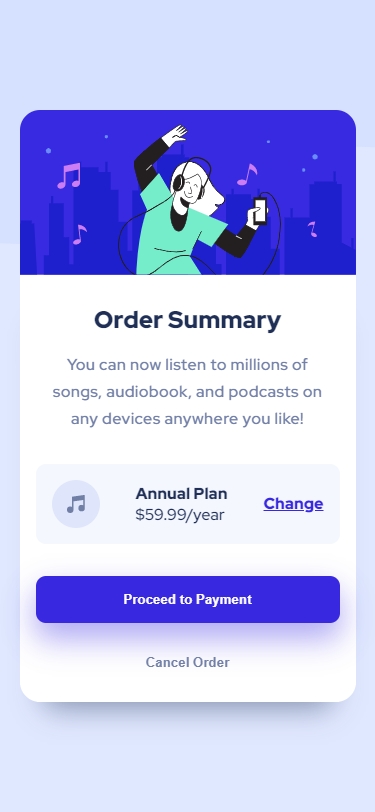 Order Summary
You can now listen to millions of
songs, audiobook, and podcasts on
any devices anywhere you like!
Annual Plan
$59.99/year
Change
Proceed to Payment
Cancel Order